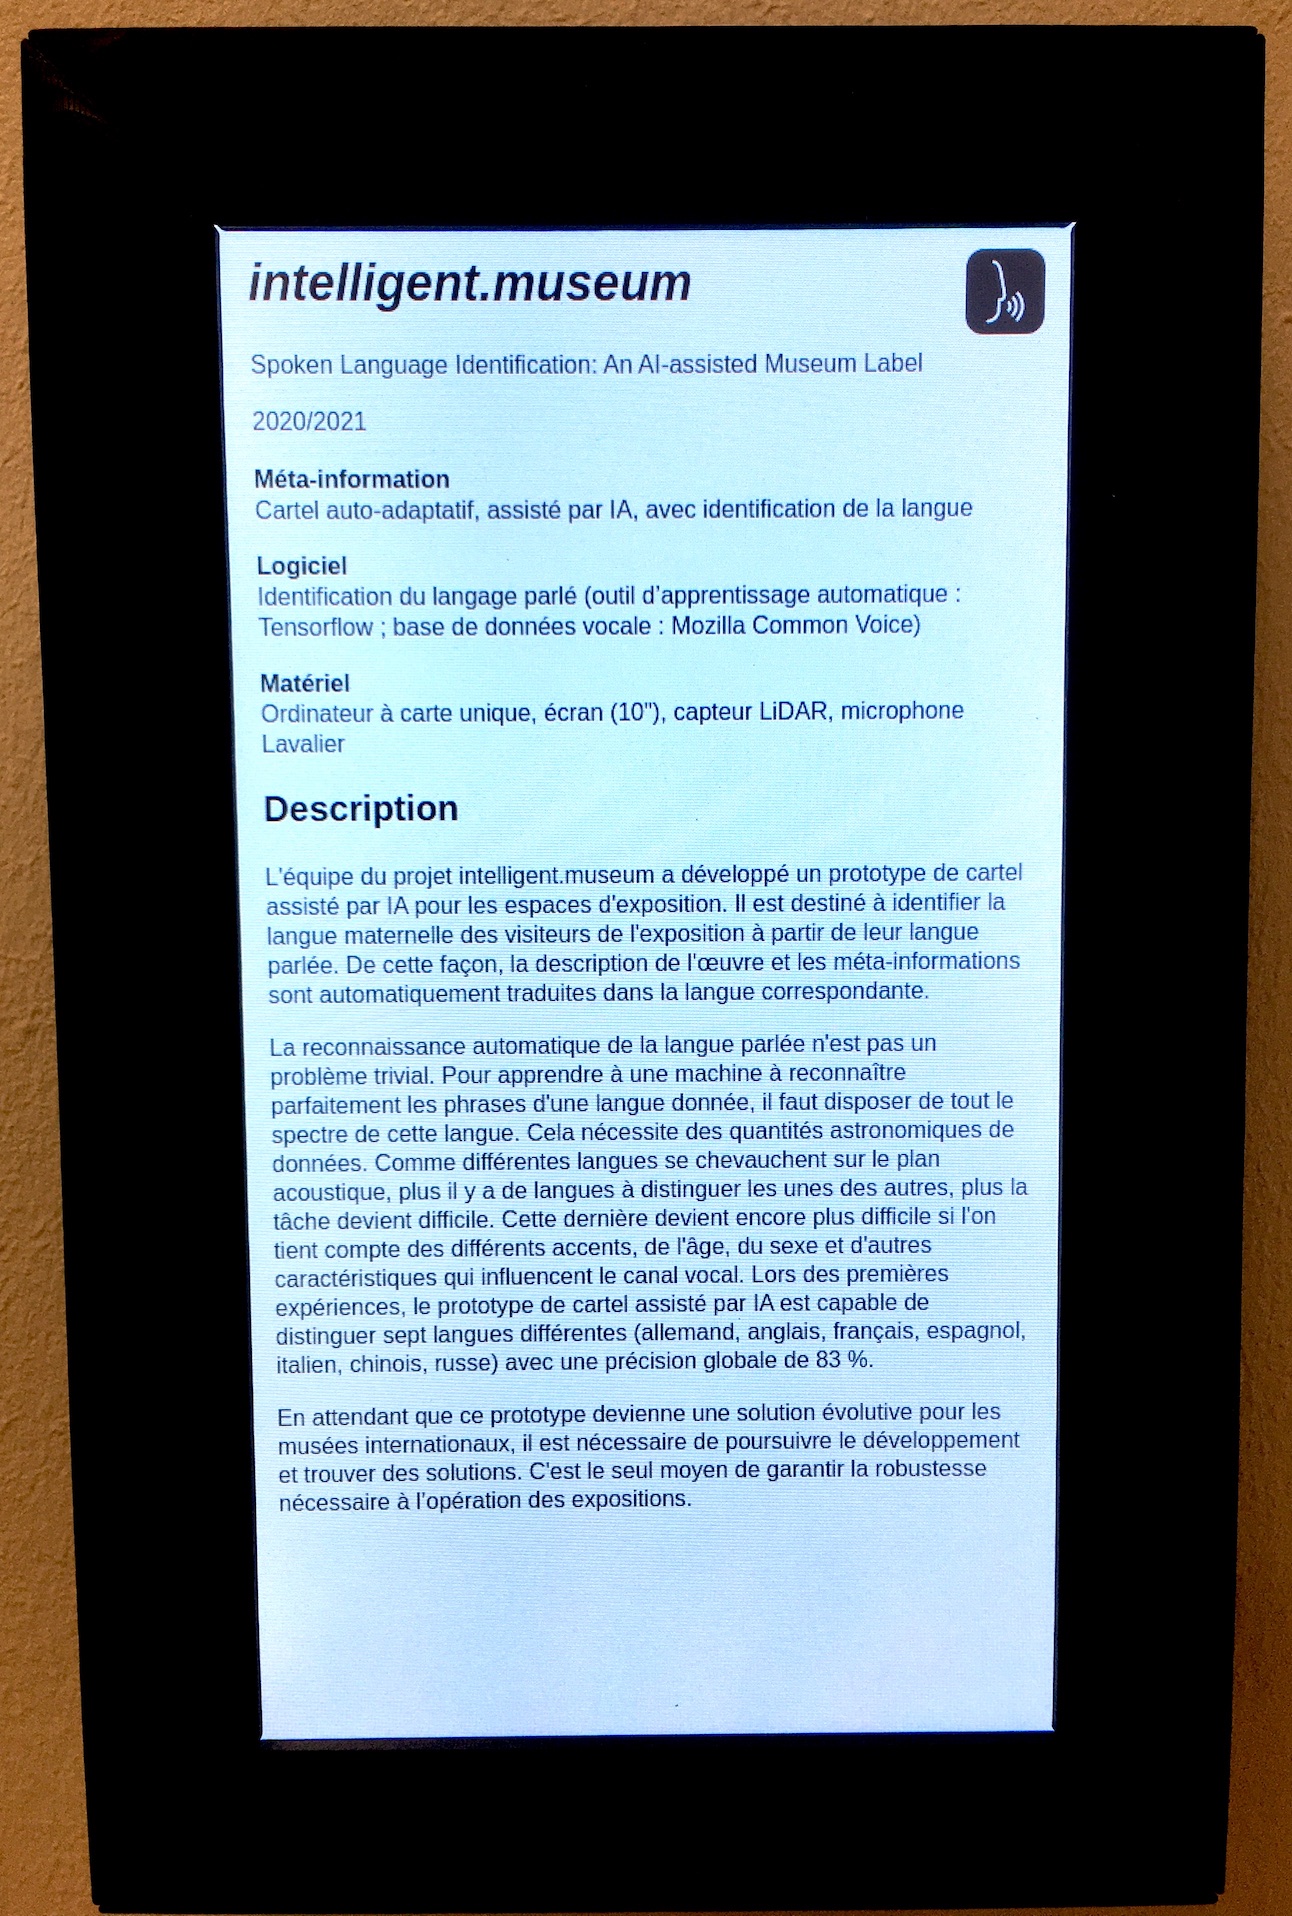 intelligent.museum
Spoken Language Identification: An AI-assisted Museum Label
2020/2021
Méta-information
Cartel auto-adaptatif, assisté par IA, avec identification de la langue
Logiciel
Identification du langage parlé (outil d’apprentissage automatique :
Tensorflow ; base de données vocale : Mozilla Common Voice)
Matériel
Ordinateur à carte unique, écran (10"), capteur LiDAR, microphone
Lavalier
Description
L'équipe du projet intelligent.museum a développé un prototype de cartel
assisté par IA pour les espaces d'exposition. Il est destiné à identifier la
langue maternelle des visiteurs de l'exposition à partir de leur langue
parlée. De cette façon, la description de l'œuvre et les méta-informations
sont automatiquement traduites dans la langue correspondante.
La reconnaissance automatique de la langue parlée n'est pas un
problème trivial. Pour apprendre à une machine à reconnaître
parfaitement les phrases d'une langue donnée, il faut disposer de tout le
spectre de cette langue. Cela nécessite des quantités astronomiques de
données. Comme différentes langues se chevauchent sur le plan
acoustique, plus il y a de langues à distinguer les unes des autres, plus la
tâche devient difficile. Cette dernière devient encore plus difficile si l'on
tient compte des différents accents, de l'âge, du sexe et d'autres
caractéristiques qui influencent le canal vocal. Lors des premières
expériences, le prototype de cartel assisté par IA est capable de
distinguer sept langues différentes (allemand, anglais, français, espagnol,
italien, chinois, russe) avec une précision globale de 83 %.
En attendant que ce prototype devienne une solution évolutive pour les
musées internationaux, il est nécessaire de poursuivre le développement
et trouver des solutions. C'est le seul moyen de garantir la robustesse
nécessaire à l'opération des expositions.